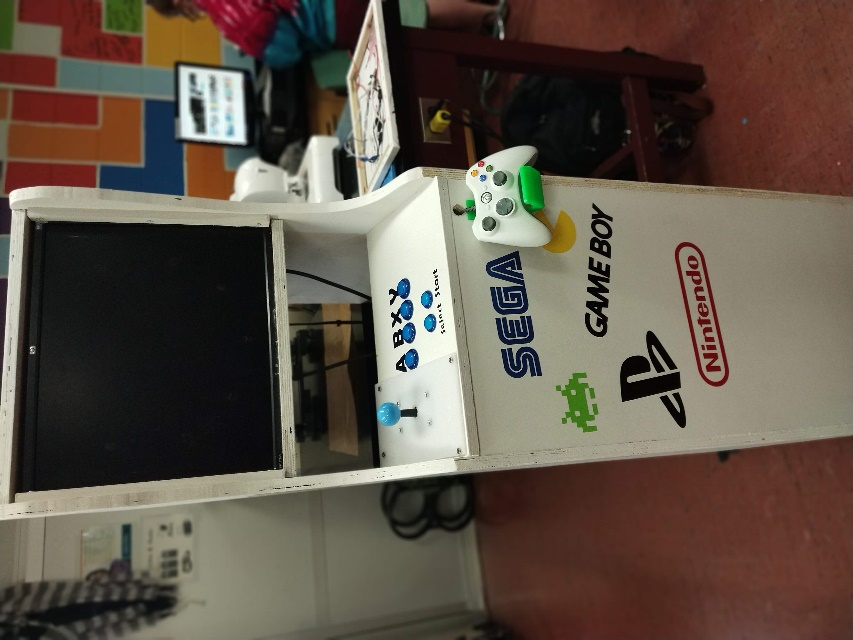 A B X Y
Select Start
SEGA
GAME BOY
Nintendo